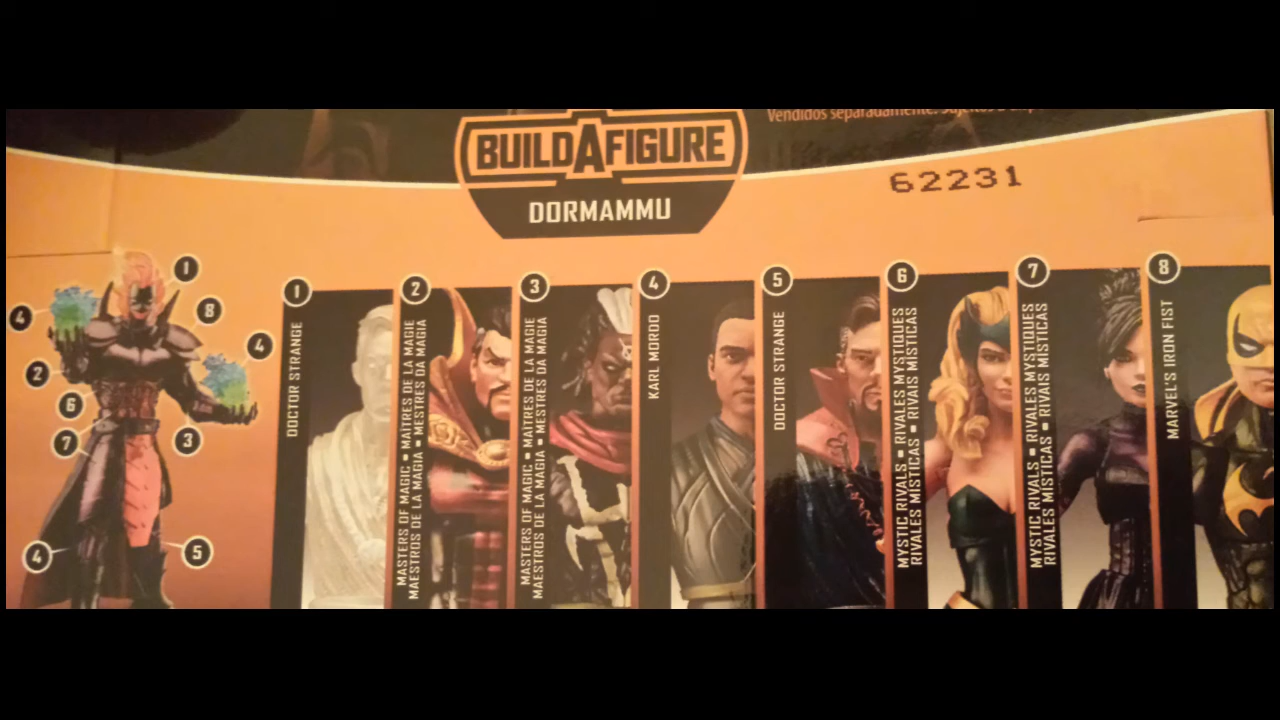 Vendidos separadamente.
BUILD A FIGURE
62231
DORMAMMU
1
4
8
4
2
6
7
3
4
5
1
DOCTOR STRANGE
2
MASTERS OF MAGIC ▪ MAÎTRES DE LA MAGIE
MAESTROS DE LA MAGIA ▪ MESTRES DA MAGIA
3
MASTERS OF MAGIC ▪ MAÎTRES DE LA MAGIE
MAESTROS DE LA MAGIA ▪ MESTRES DA MAGIA
4
KARL MORDO
5
DOCTOR STRANGE
6
MYSTIC RIVALS ▪ RIVALES MYSTIQUES
RIVALES MÍSTICAS ▪ RIVAIS MÍSTICAS
7
MYSTIC RIVALS ▪ RIVALES MYSTIQUES
RIVALES MÍSTICAS ▪ RIVAIS MÍSTICAS
8
MARVEL'S IRON FIST